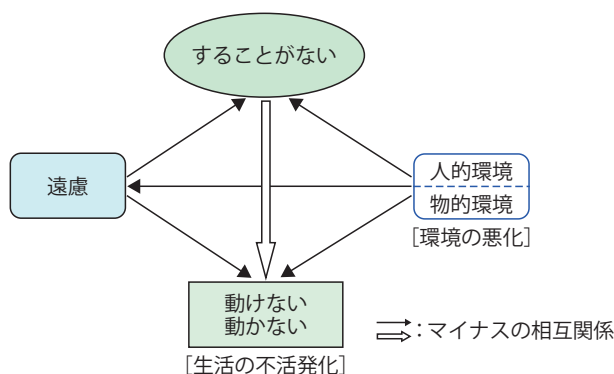 することがない
遠慮
人的環境
物的環境
［環境の悪化］
動けない
動かない
：マイナスの相互関係
［生活の不活発化］